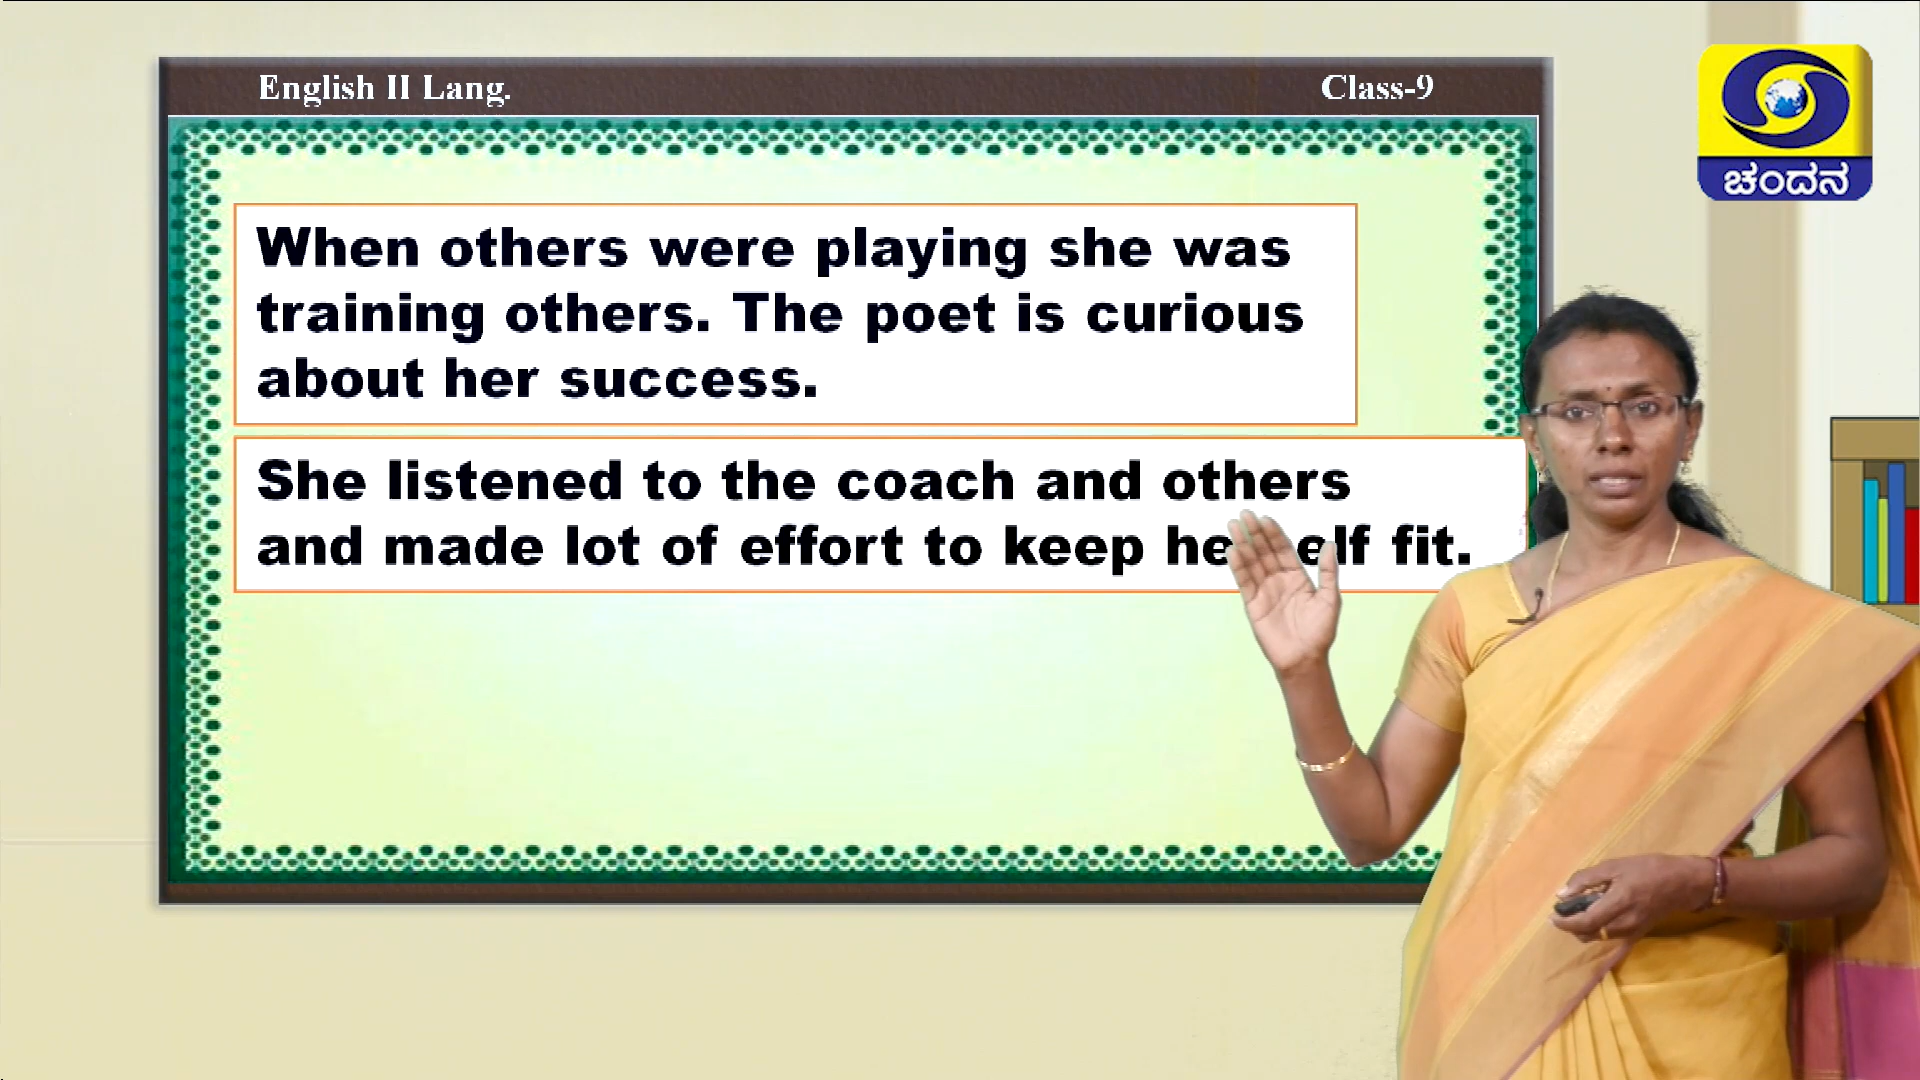 English II Lang.
Class-9
ಚಂದನ
When others were playing she was
training others. The poet is curious
about her success.
She listened to the coach and others
and made lot of effort to keep herself fit.